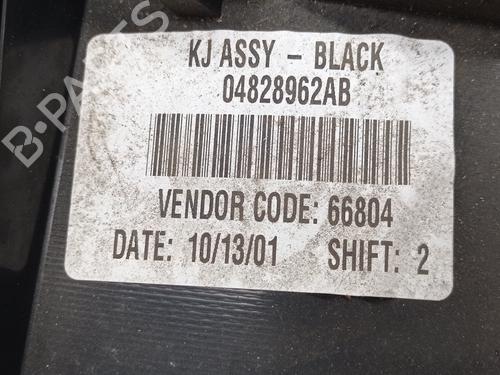 KJ ASSY – BLACK
04828962AB
VENDOR CODE: 66804
DATE: 10/13/01 SHIFT: 2
B-PARTS